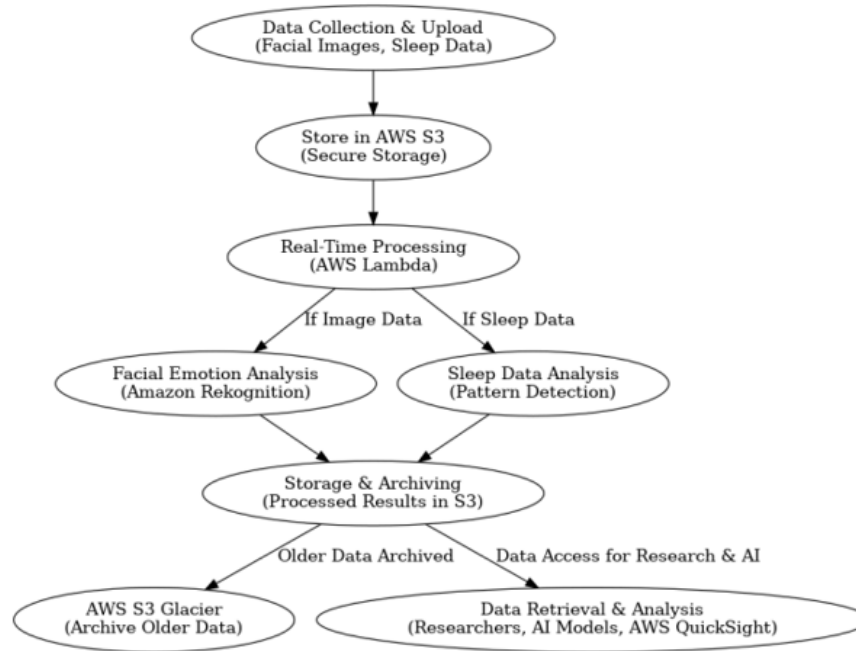 Data Collection & Upload
(Facial Images, Sleep Data)
Store in AWS S3
(Secure Storage)
Real-Time Processing
(AWS Lambda)
If Image Data
If Sleep Data
Facial Emotion Analysis
(Amazon Rekognition)
Sleep Data Analysis
(Pattern Detection)
Storage & Archiving
(Processed Results in S3)
Older Data Archived
Data Access for Research & AI
AWS S3 Glacier
(Archive Older Data)
Data Retrieval & Analysis
(Researchers, AI Models, AWS QuickSight)